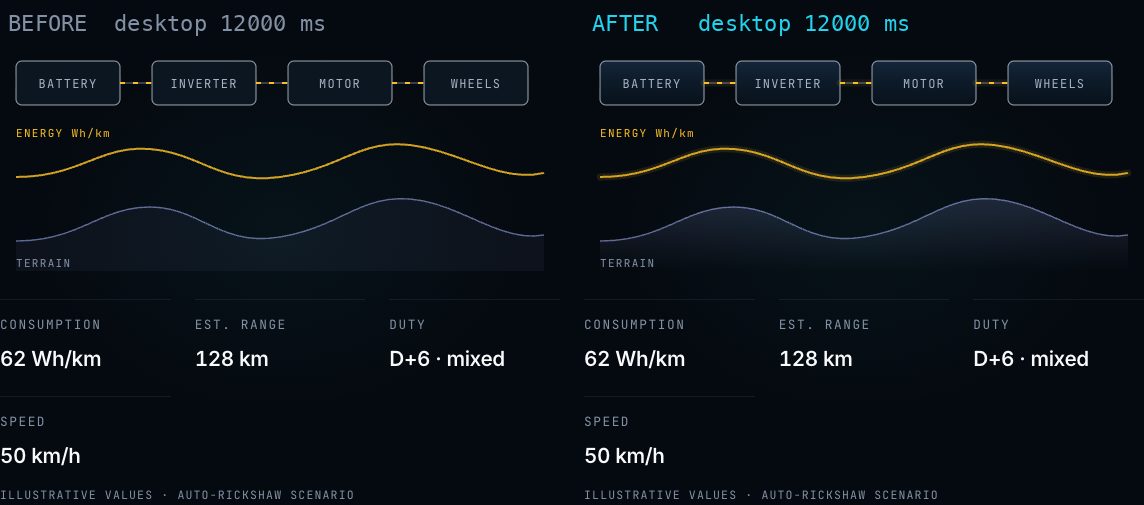 BEFORE desktop 12000 ms
BATTERY INVERTER MOTOR WHEELS
ENERGY Wh/km
TERRAIN
CONSUMPTION EST. RANGE DUTY
62 Wh/km 128 km D+6 · mixed
SPEED
50 km/h
ILLUSTRATIVE VALUES · AUTO-RICKSHAW SCENARIO
AFTER desktop 12000 ms
BATTERY INVERTER MOTOR WHEELS
ENERGY Wh/km
TERRAIN
CONSUMPTION EST. RANGE DUTY
62 Wh/km 128 km D+6 · mixed
SPEED
50 km/h
ILLUSTRATIVE VALUES · AUTO-RICKSHAW SCENARIO